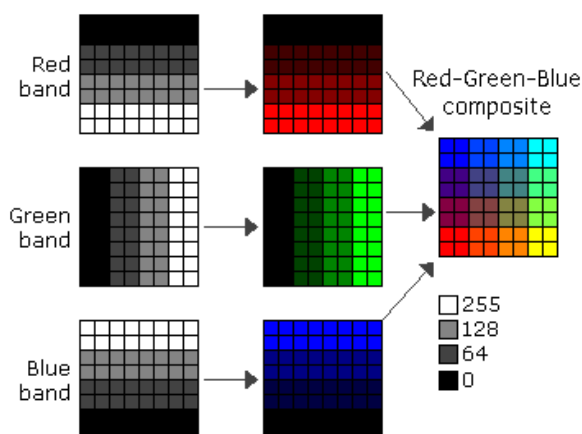 Red
band
Red-Green-Blue
composite
Green
band
255
128
64
0
Blue
band